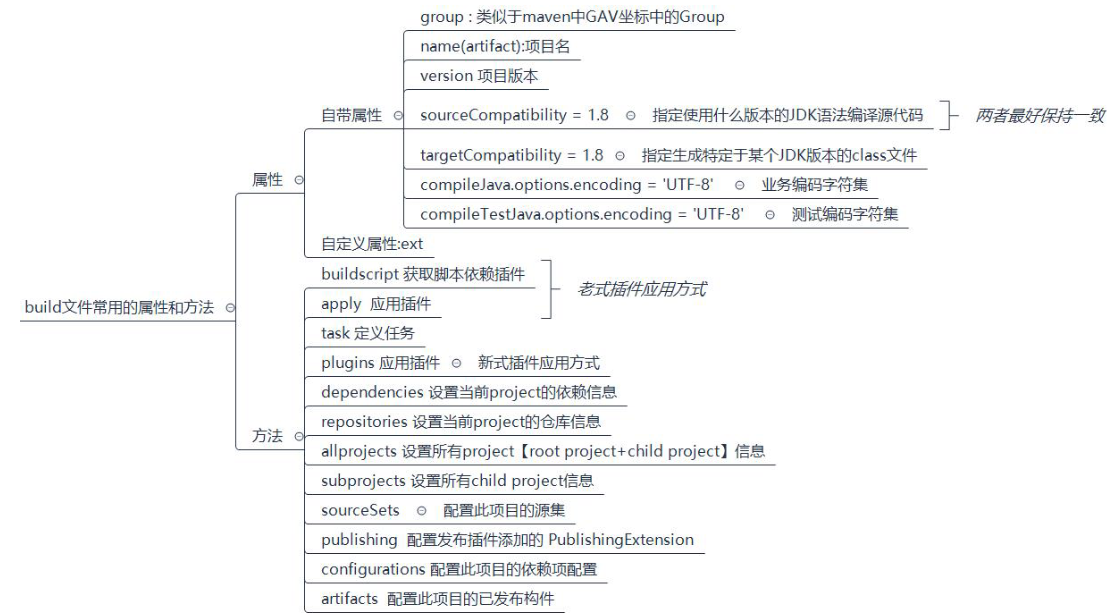 build文件常用的属性和方法
属性
自带属性
group : 类似于maven中GAV坐标中的Group
name(artifact):项目名
version 项目版本
sourceCompatibility = 1.8 指定使用什么版本的JDK语法编译源代码
两者最好保持一致
targetCompatibility = 1.8 指定生成特定于某个JDK版本的class文件
compileJava.options.encoding = 'UTF-8' 业务编码字符集
compileTestJava.options.encoding = 'UTF-8' 测试编码字符集
自定义属性:ext
方法
buildscript 获取脚本依赖插件
apply 应用插件
老式插件应用方式
task 定义任务
plugins 应用插件 新式插件应用方式
dependencies 设置当前project的依赖信息
repositories 设置当前project的仓库信息
allprojects 设置所有project【root project+child project】信息
subprojects 设置所有child project信息
sourceSets 配置此项目的源集
publishing 配置发布插件添加的 PublishingExtension
configurations 配置此项目的依赖项配置
artifacts 配置此项目的已发布构件